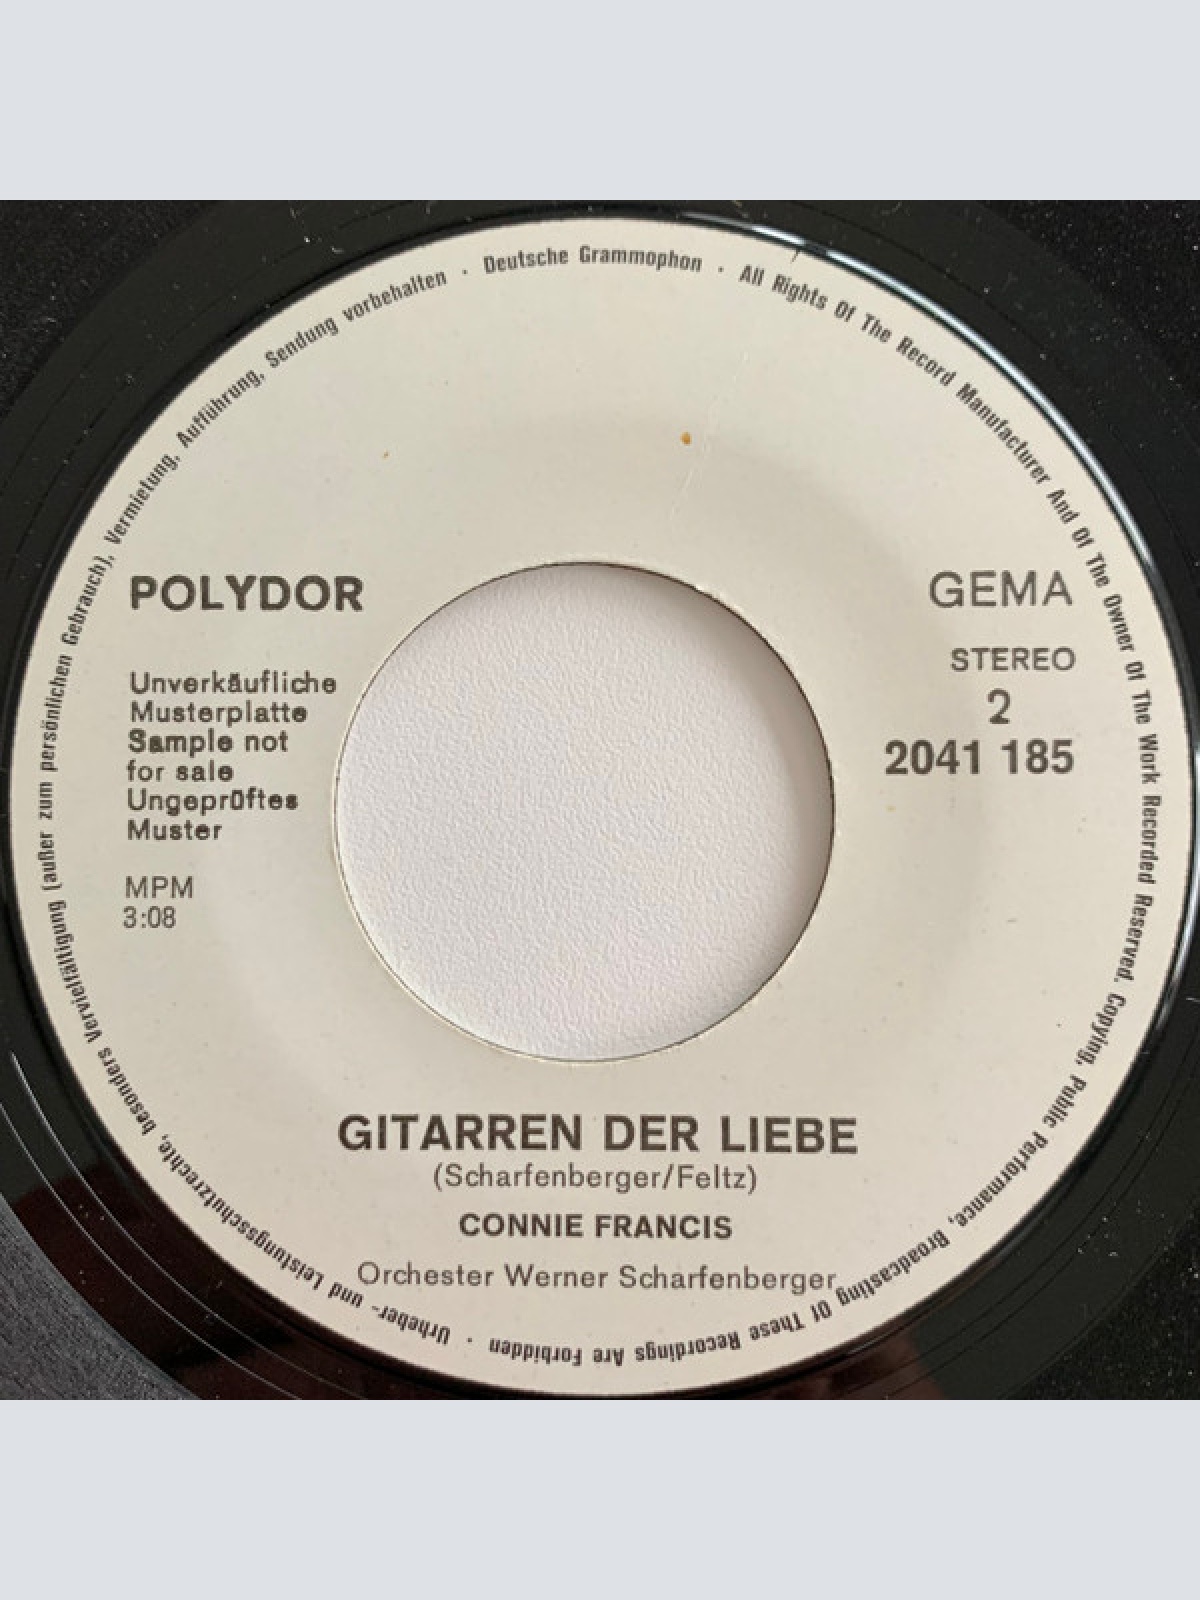 Urheber- und Leistungsschutzrechte, besonders Vervielfältigung (außer zum persönlichen Gebrauch), Vermietung, Aufführung, Sendung vorbehalten · Deutsche Grammophon · All Rights Of The Record Manufacturer And Of The Owner Of The Work Recorded Reserved. Copying, Public Performance, Broadcasting Of These Recordings Are Forbidden ·
POLYDOR
Unverkäufliche
Musterplatte
Sample not
for sale
Ungeprüftes
Muster
MPM
3:08
GEMA
STEREO
2
2041 185
GITARREN DER LIEBE
(Scharfenberger/Feltz)
CONNIE FRANCIS
Orchester Werner Scharfenberger